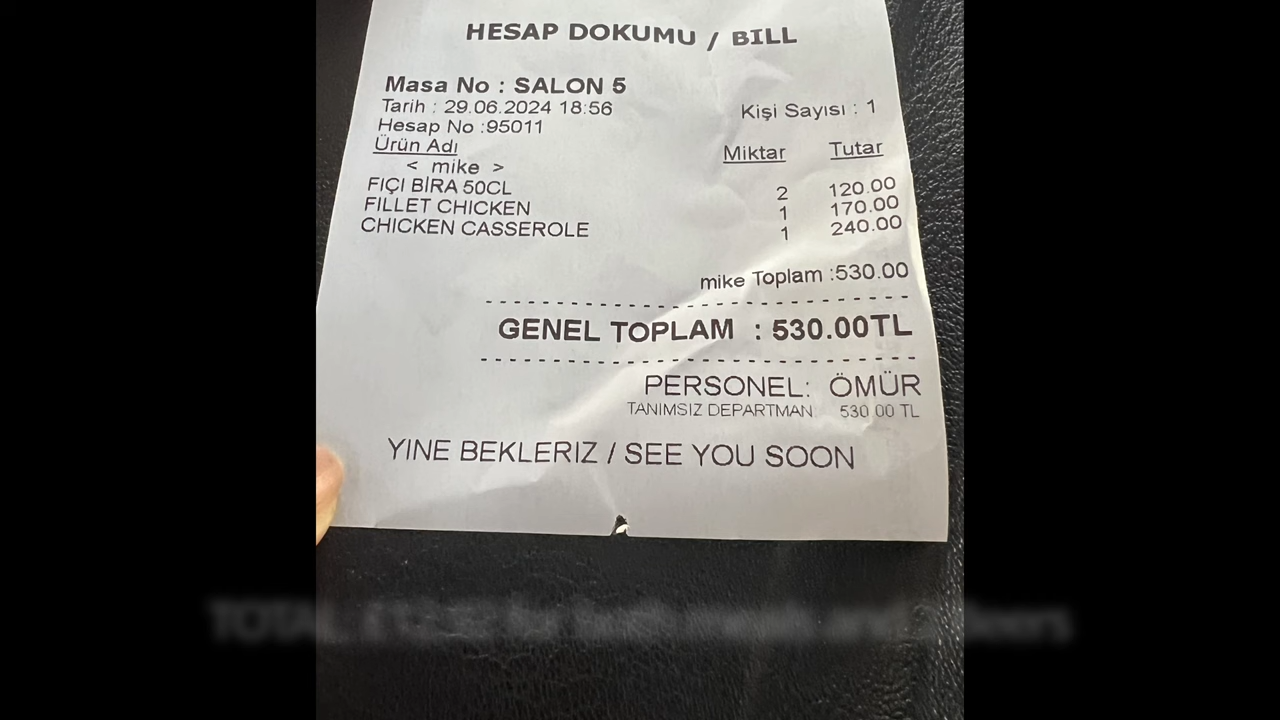 HESAP DOKUMU / BILL
Masa No : SALON 5
Tarih : 29.06.2024 18:56 Kişi Sayısı : 1
Hesap No :95011
Ürün Adı Miktar Tutar
< mike >
FIÇI BİRA 50CL 2 120.00
FILLET CHICKEN 1 170.00
CHICKEN CASSEROLE 1 240.00
mike Toplam :530.00
GENEL TOPLAM : 530.00TL
PERSONEL: ÖMÜR
TANIMSIZ DEPARTMAN 530.00 TL
YINE BEKLERIZ / SEE YOU SOON
TOTAL